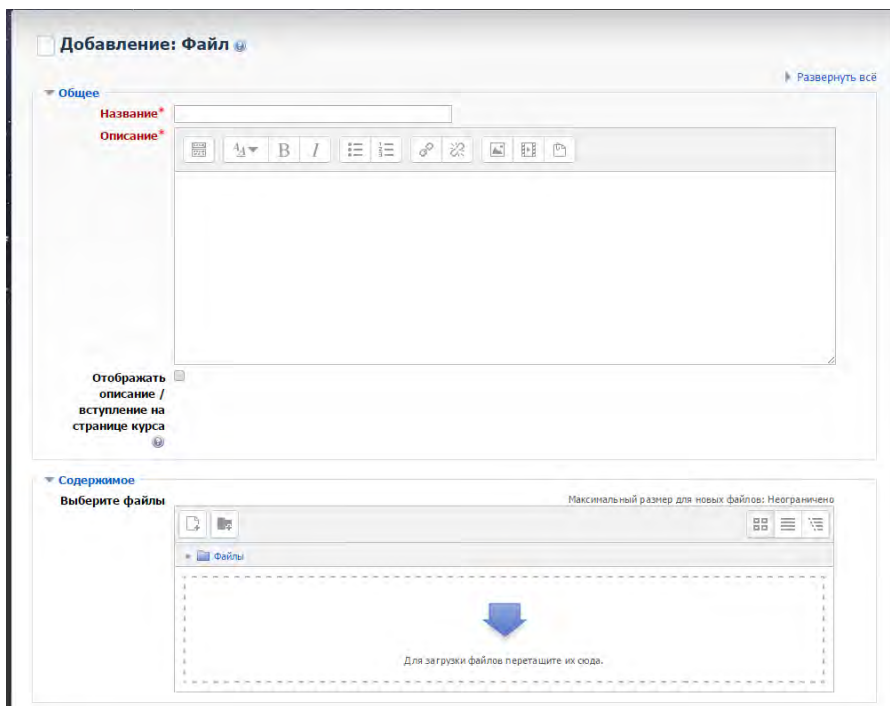 Добавление: Файл
Развернуть всё
Общее
Название*
Описание*
Отображать
описание /
вступление на
странице курса
Содержимое
Выберите файлы
Максимальный размер для новых файлов: Неограничено
Файлы
Для загрузки файлов перетащите их сюда.